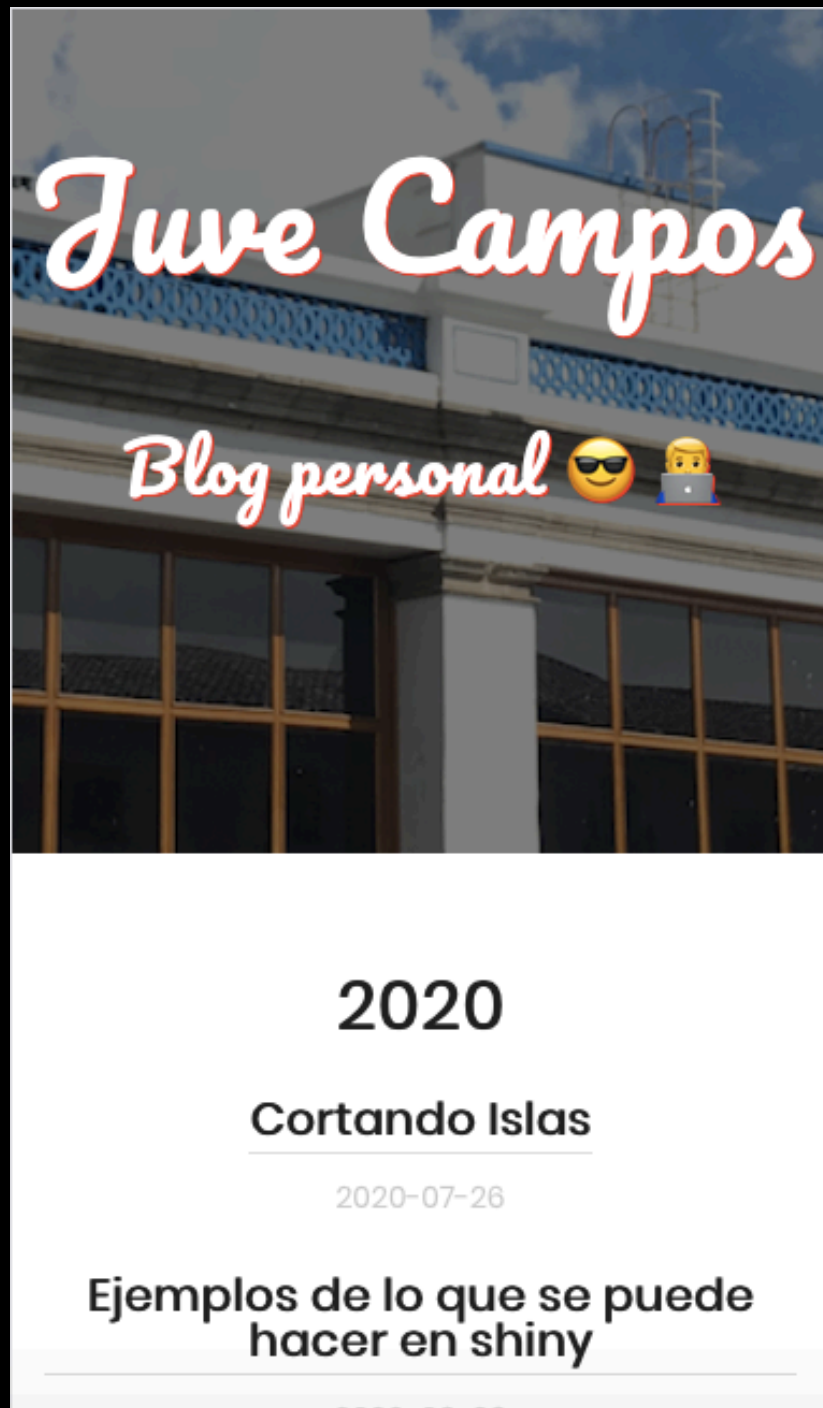 Juve Campos
Blog personal 😎 👨‍💻
2020
Cortando Islas
2020-07-26
Ejemplos de lo que se puede
hacer en shiny